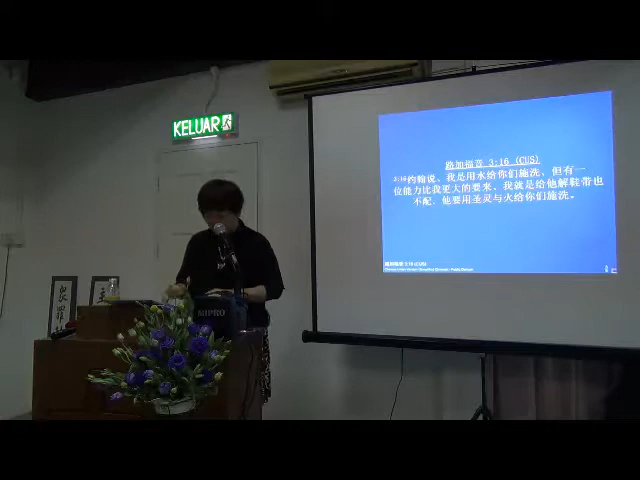 KELUAR
路加福音 3:16 (CUS)
3:16约翰说、我是用水给你们施洗、但有一
位能力比我更大的要来、我就是给他解鞋带也
不配．他要用圣灵与火给你们施洗。
MIPRO